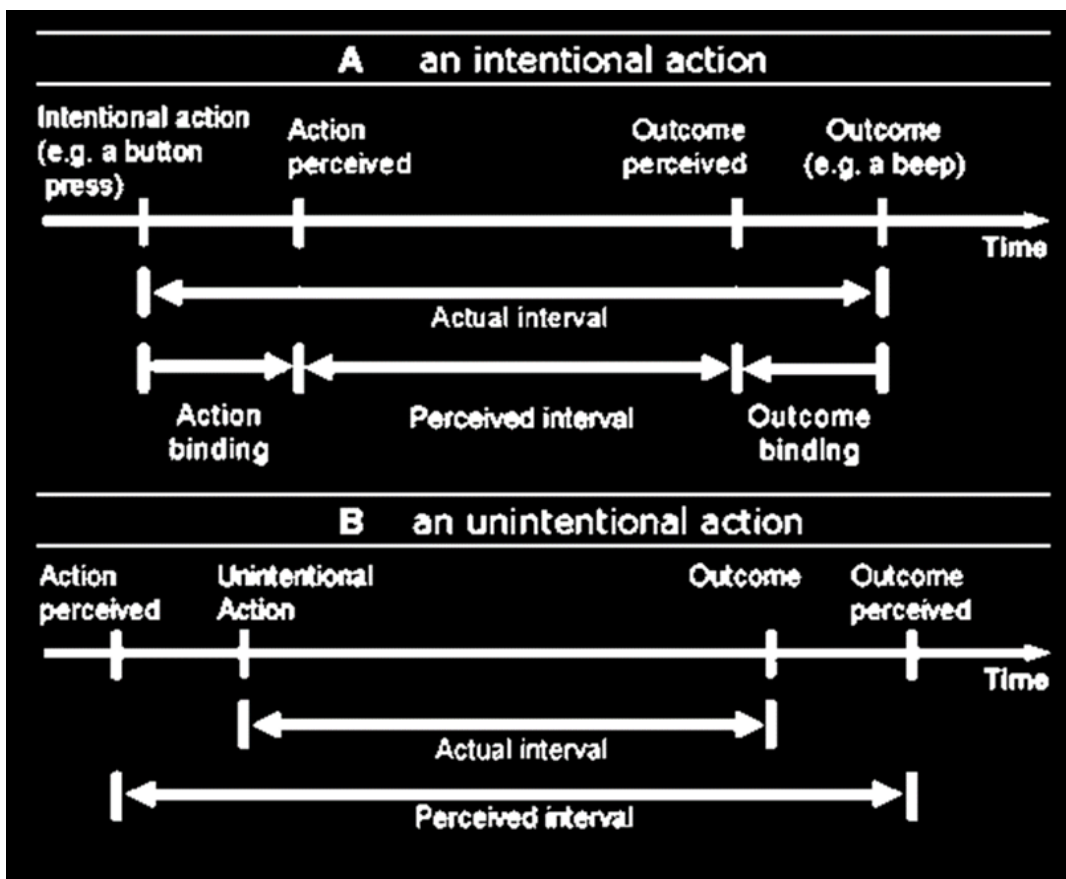 A an intentional action
Intentional action
(e.g. a button
press)
Action
perceived
Outcome
perceived
Outcome
(e.g. a beep)
Time
Actual interval
Action
binding
Perceived interval
Outcome
binding
B an unintentional action
Action
perceived
Unintentional
Action
Outcome
Outcome
perceived
Time
Actual interval
Perceived interval